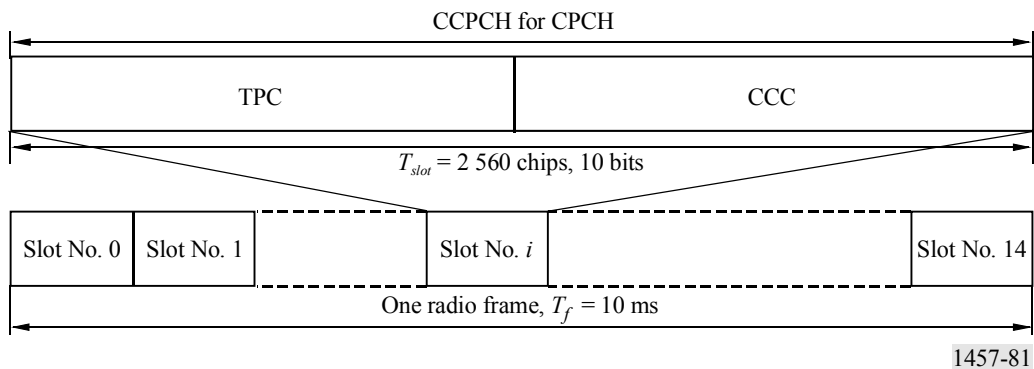 CCPCH for CPCH
TPC CCC
T_slot = 2 560 chips, 10 bits
Slot No. 0 Slot No. 1 Slot No. i Slot No. 14
One radio frame, T_f = 10 ms
1457-81